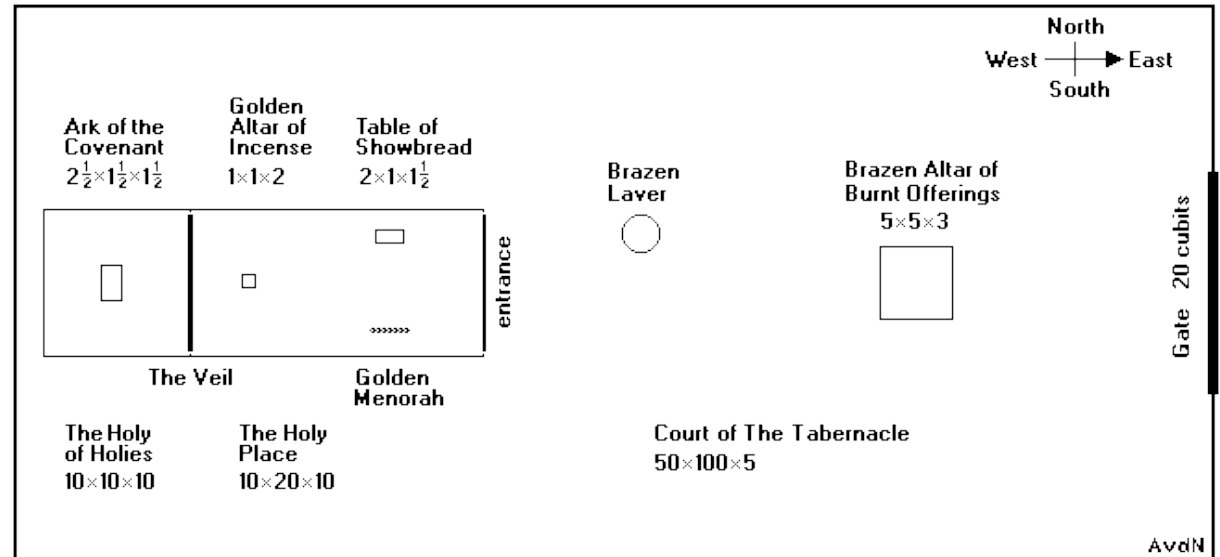 North
West East
South
Ark of the
Covenant
2½×1½×1½
Golden
Altar of
Incense
1×1×2
Table of
Showbread
2×1×1½
Brazen
Laver
Brazen Altar of
Burnt Offerings
5×5×3
entrance
Gate 20 cubits
The Veil
Golden
Menorah
The Holy
of Holies
10×10×10
The Holy
Place
10×20×10
Court of The Tabernacle
50×100×5
AvdN